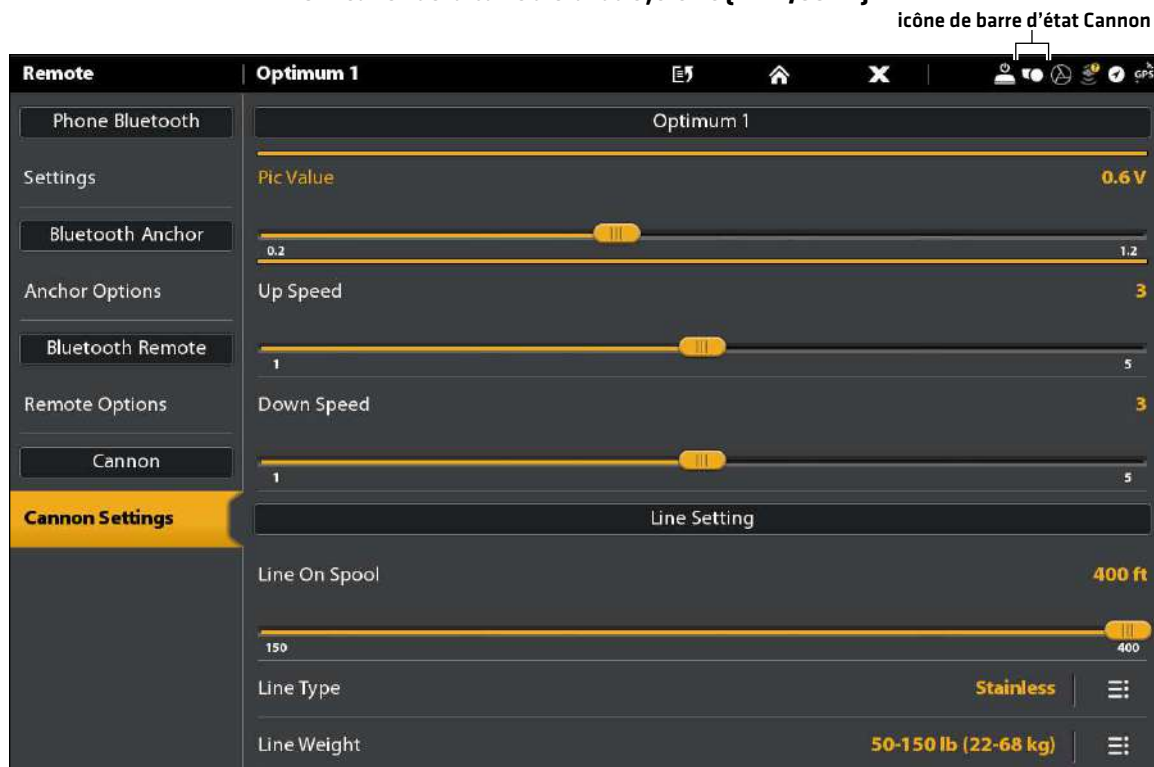 icône de barre d'état Cannon
Remote
Optimum 1
GPS
Phone Bluetooth
Optimum 1
Settings
Pic Value
0.6 V
Bluetooth Anchor
0.2
1.2
Anchor Options
Up Speed
3
Bluetooth Remote
1
5
Remote Options
Down Speed
3
Cannon
1
5
Cannon Settings
Line Setting
Line On Spool
400 ft
150
400
Line Type
Stainless
Line Weight
50-150 lb (22-68 kg)